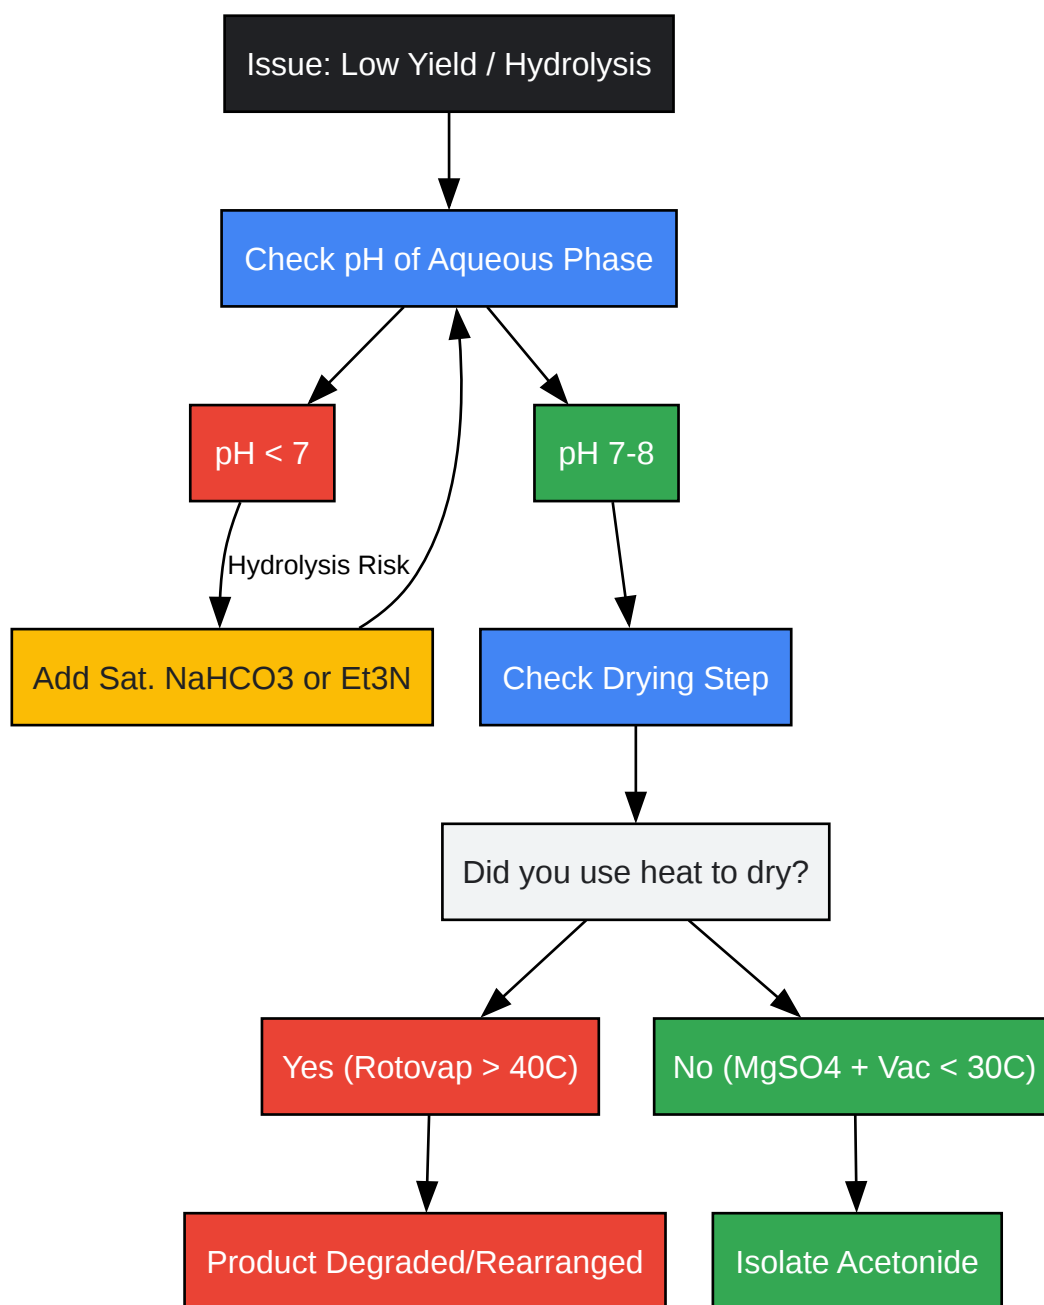 Issue: Low Yield / Hydrolysis
Check pH of Aqueous Phase
pH < 7
pH 7-8
Hydrolysis Risk
Add Sat. NaHCO3 or Et3N
Check Drying Step
Did you use heat to dry?
Yes (Rotovap > 40C)
No (MgSO4 + Vac < 30C)
Product Degraded/Rearranged
Isolate Acetonide